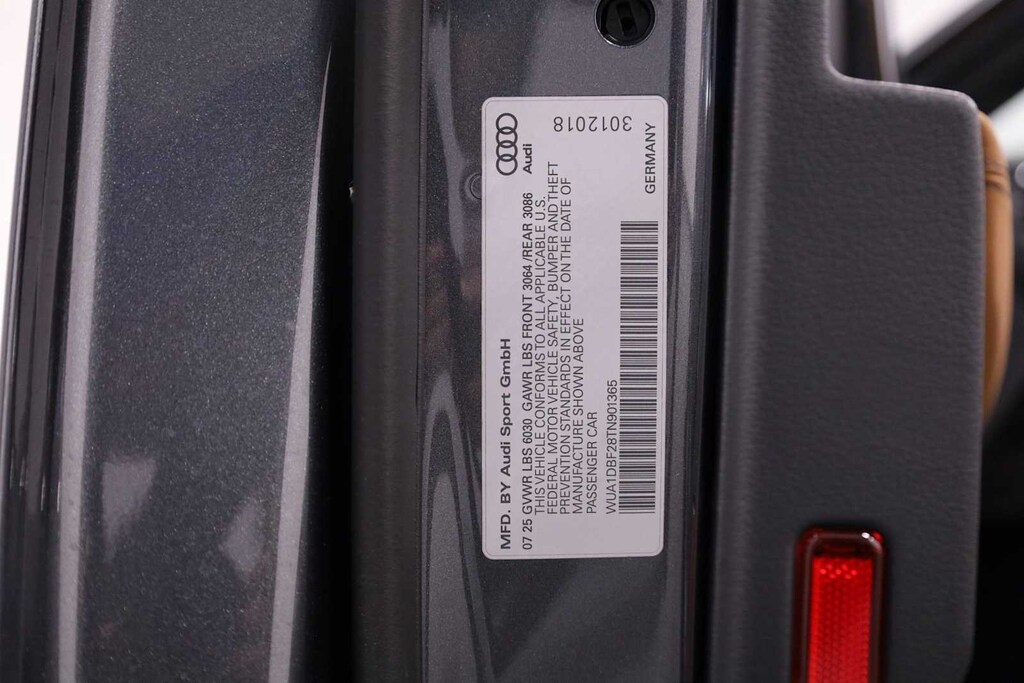 MFD. BY Audi Sport GmbH
Audi
07 25 GVWR LBS 6030 GAWR LBS FRONT 3064 /REAR 3086
THIS VEHICLE CONFORMS TO ALL APPLICABLE U.S.
FEDERAL MOTOR VEHICLE SAFETY, BUMPER AND THEFT
PREVENTION STANDARDS IN EFFECT ON THE DATE OF
MANUFACTURE SHOWN ABOVE
PASSENGER CAR
WUA1DBF28TN901365
GERMANY
3012018